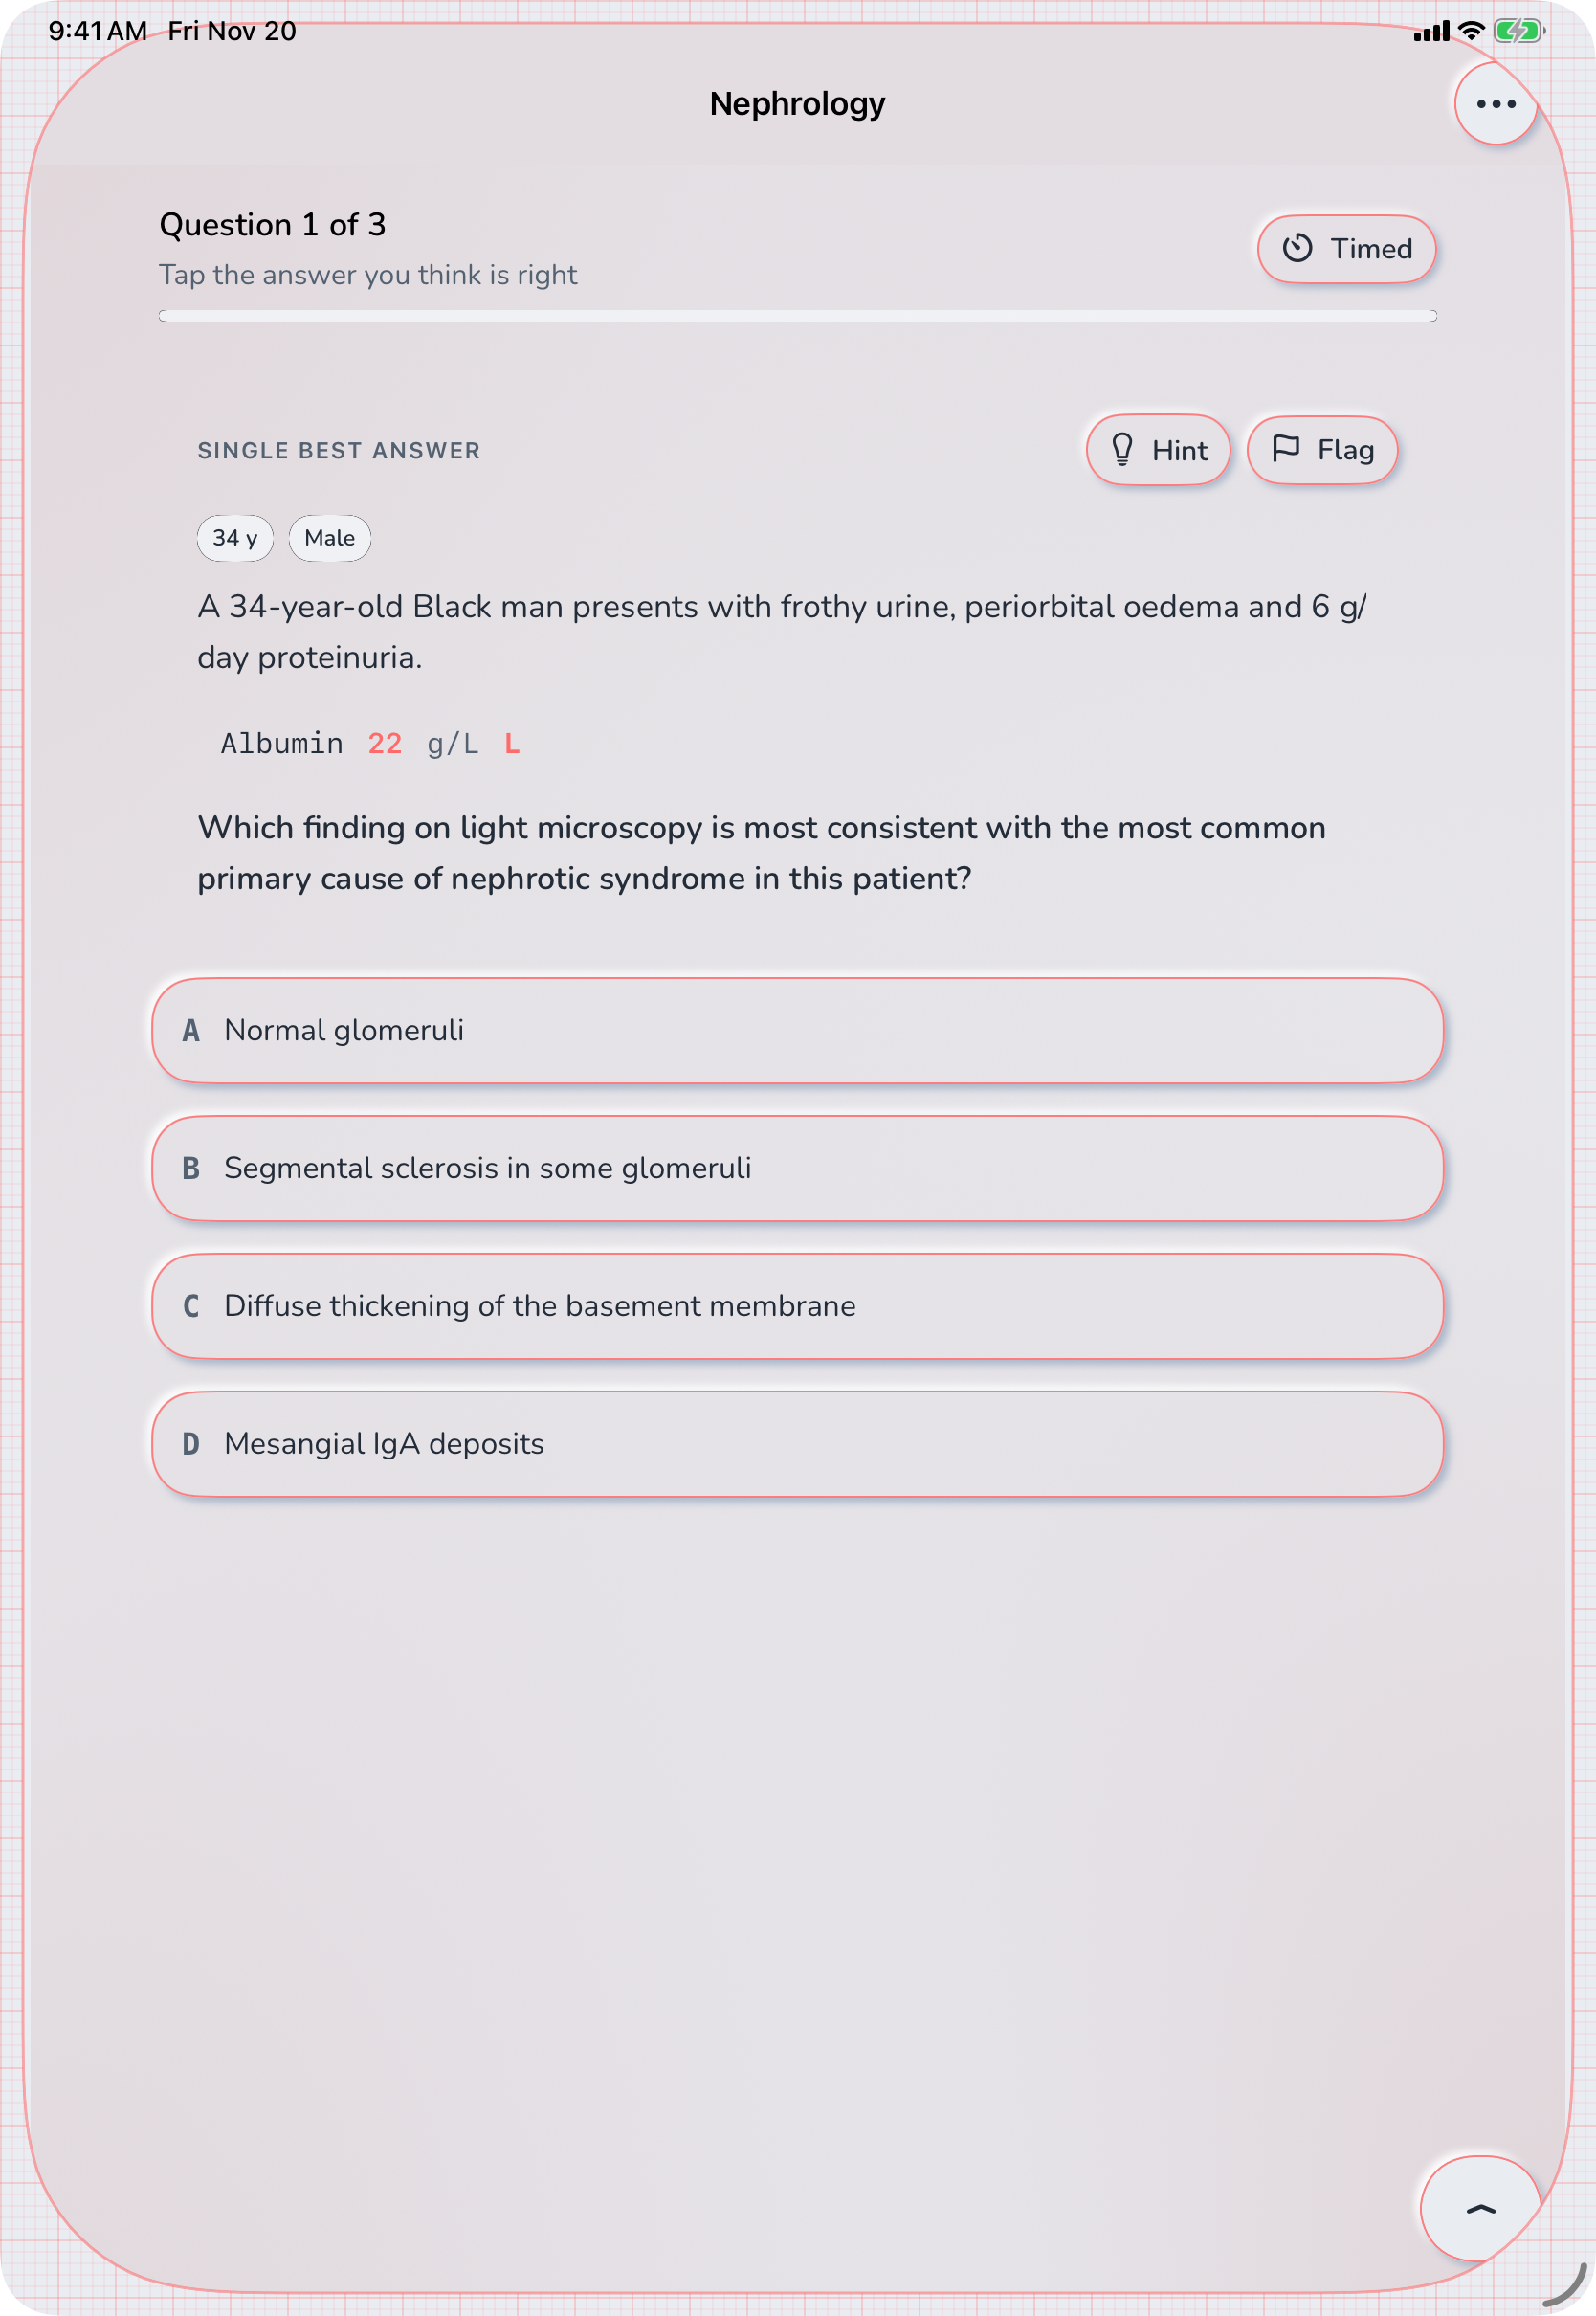 9:41 AM Fri Nov 20
Nephrology
Question 1 of 3
Tap the answer you think is right
Timed
SINGLE BEST ANSWER
Hint
Flag
34 y
Male
A 34-year-old Black man presents with frothy urine, periorbital oedema and 6 g/
day proteinuria.
Albumin 22 g/L L
Which finding on light microscopy is most consistent with the most common
primary cause of nephrotic syndrome in this patient?
A Normal glomeruli
B Segmental sclerosis in some glomeruli
C Diffuse thickening of the basement membrane
D Mesangial IgA deposits